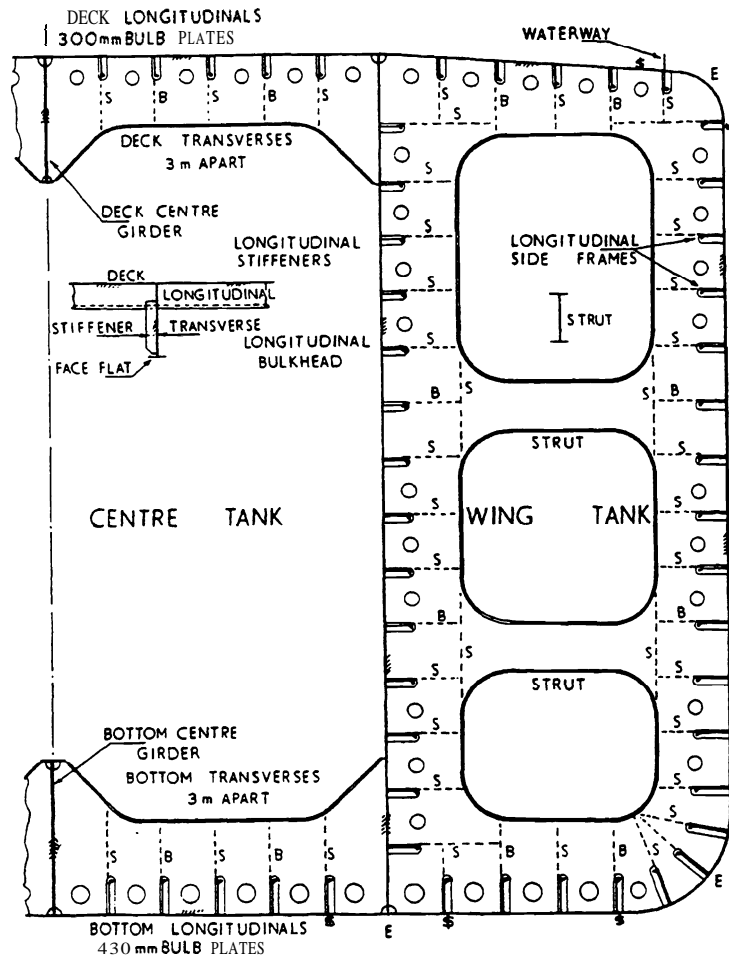 DECK LONGITUDINALS
300mm BULB PLATES
WATERWAY
$
E
S
B
S
B
S
S
B
S
B
S
DECK TRANSVERSES
3 m APART
S
S
DECK CENTRE
GIRDER
S
S
LONGITUDINAL
STIFFENERS
S
LONGITUDINAL
SIDE FRAMES
S
DECK
LONGITUDINAL
S
S
STIFFENER
TRANSVERSE
STRUT
LONGITUDINAL
BULKHEAD
FACE FLAT
S
S
B
S
S
B
S
STRUT
S
CENTRE TANK
WING TANK
S
S
S
S
B
B
S
S
S
S
STRUT
BOTTOM CENTRE
GIRDER
S
S
BOTTOM TRANSVERSES
3 m APART
S
S
S
B
S
B
S
S
B
S
B
S
E
BOTTOM LONGITUDINALS
430 mm BULB PLATES
$
E
$
$